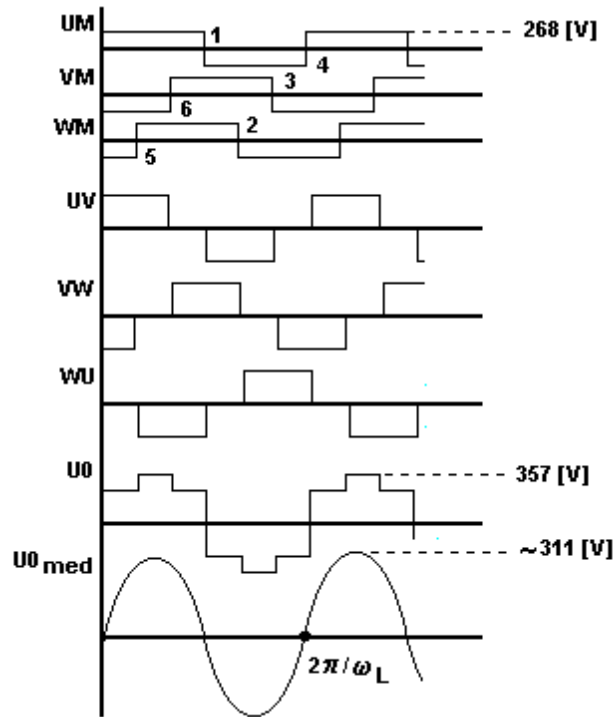 UM 1 268 [V]
4
VM 3
6
WM 2
5
UV
VW
WU
U0 357 [V]
~311 [V]
U0 med
2π/ωL